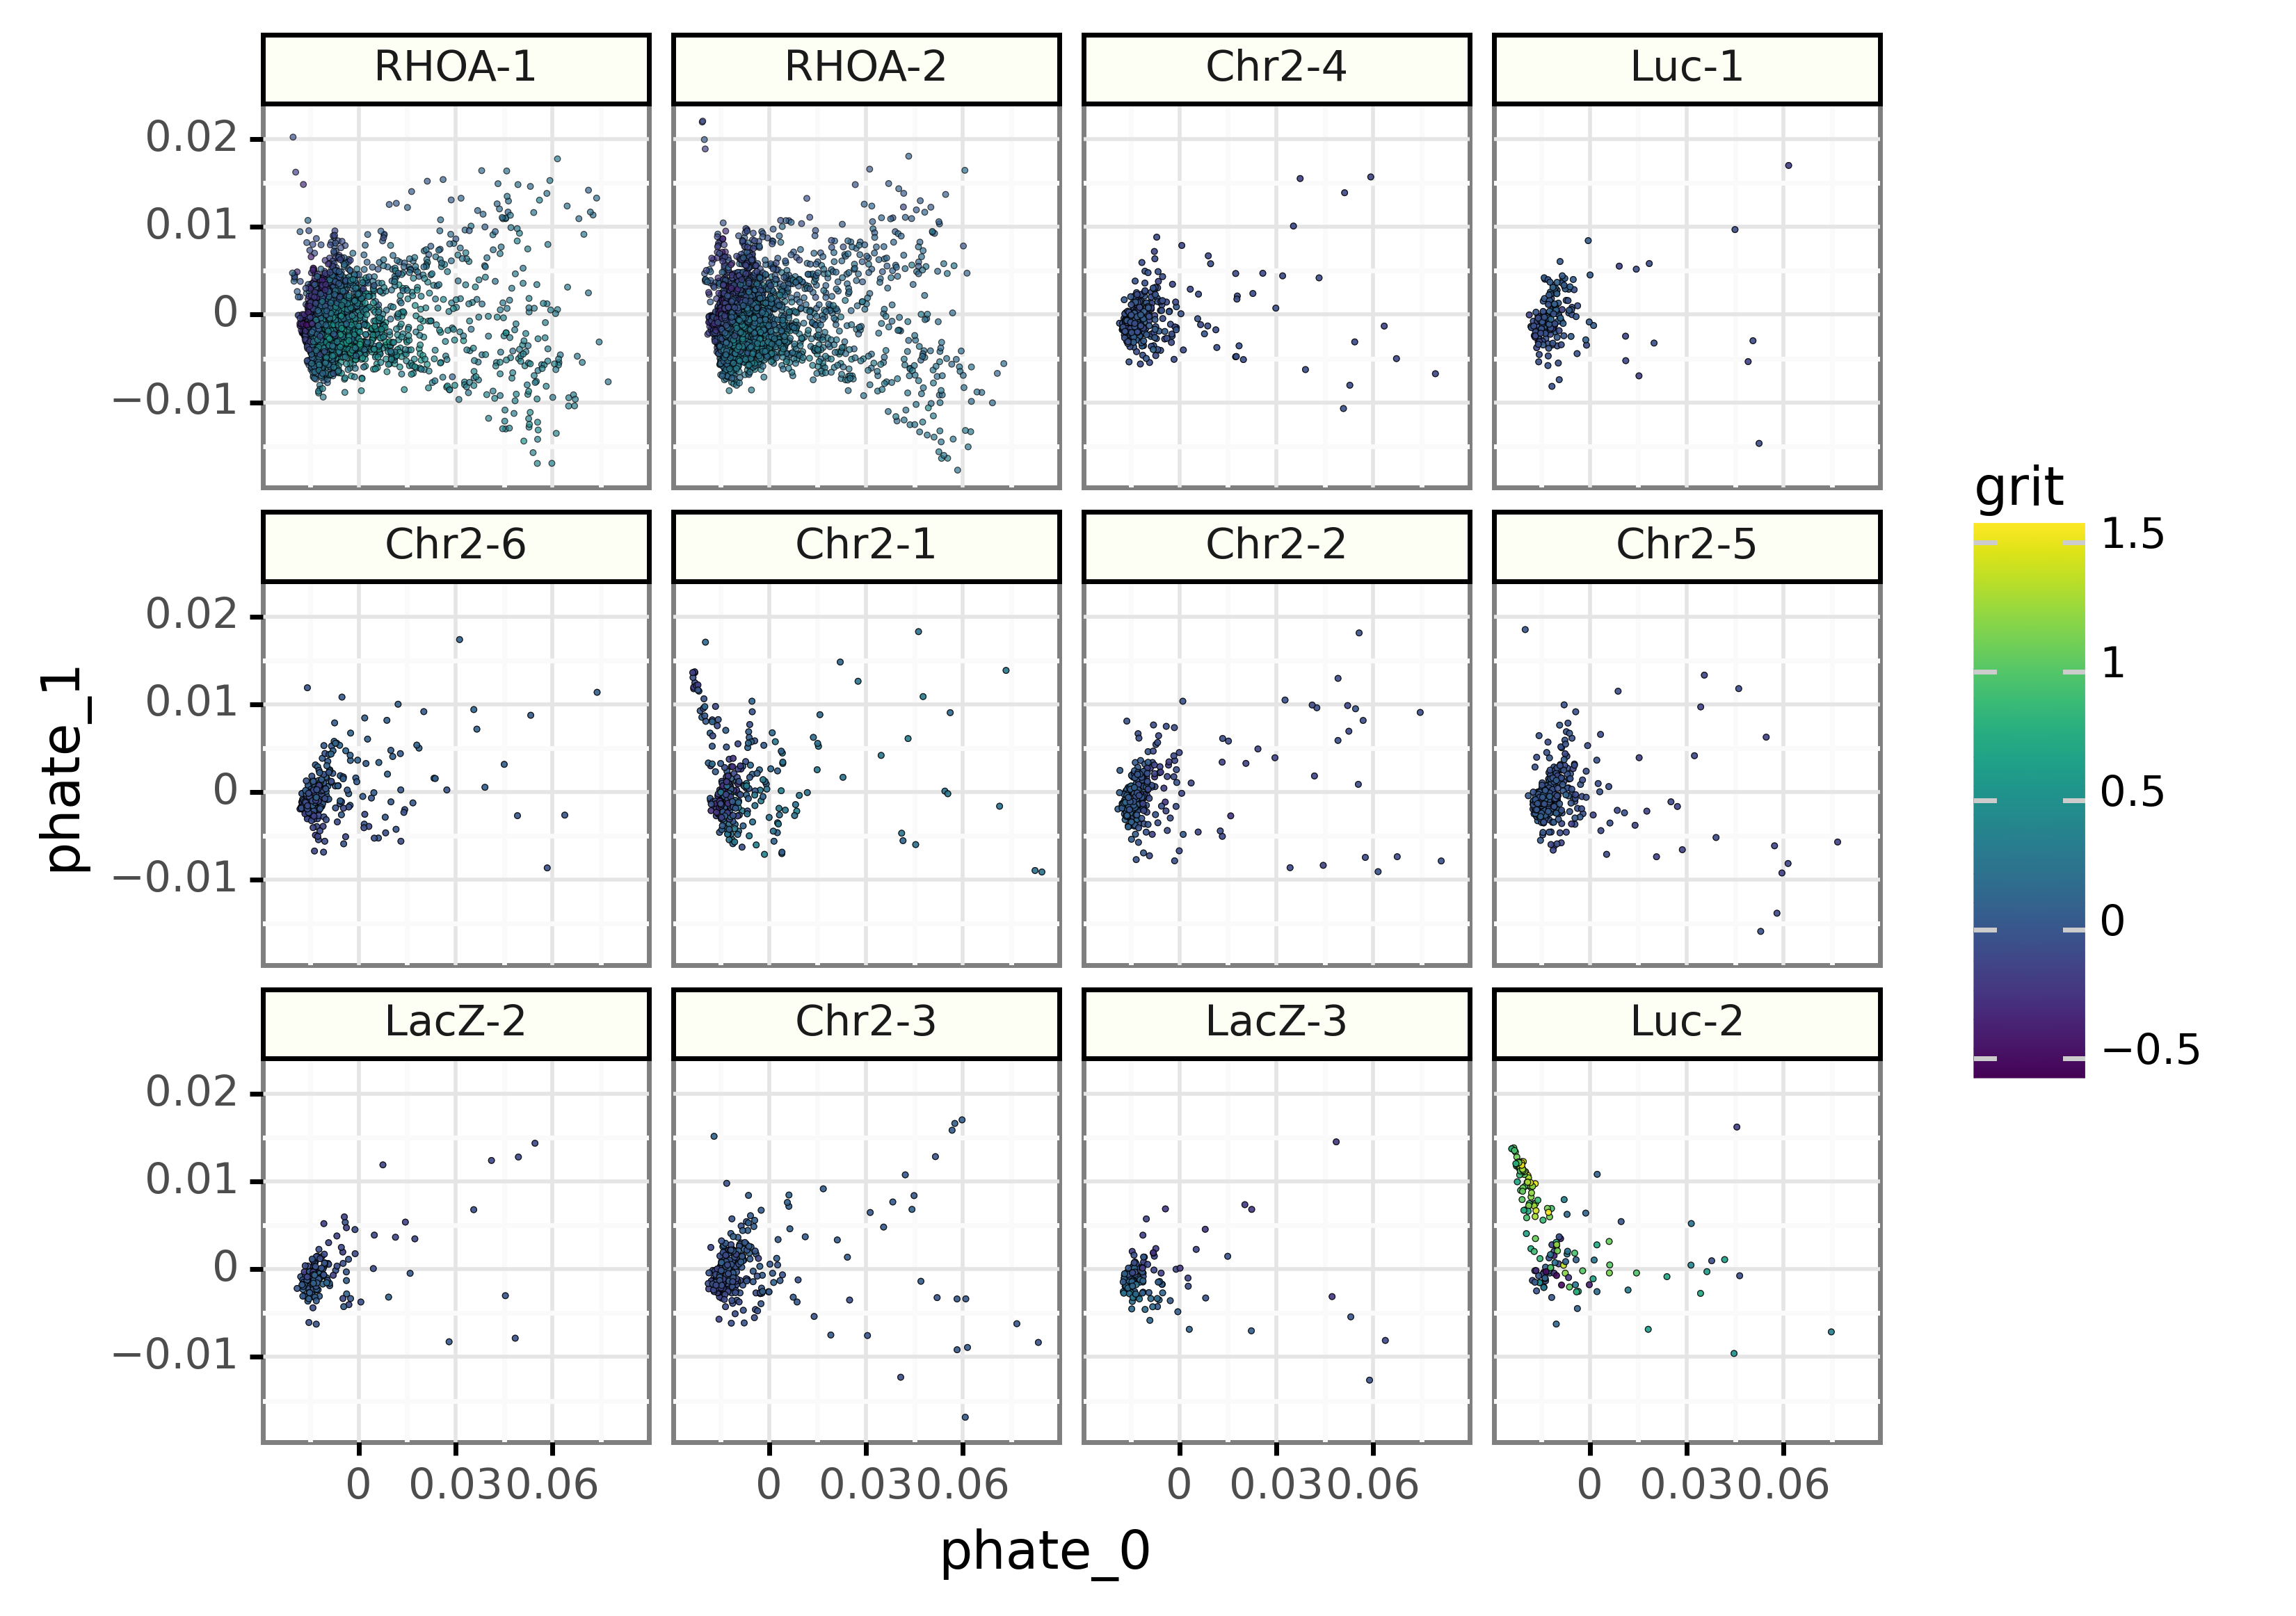 RHOA-1 RHOA-2 Chr2-4 Luc-1
0.02
0.01
0
−0.01
Chr2-6 Chr2-1 Chr2-2 Chr2-5
0.02
0.01
0
−0.01
LacZ-2 Chr2-3 LacZ-3 Luc-2
0.02
0.01
0
−0.01
0 0.03 0.06 0 0.03 0.06 0 0.03 0.06 0 0.03 0.06
phate_0
phate_1
grit
1.5
1
0.5
0
−0.5